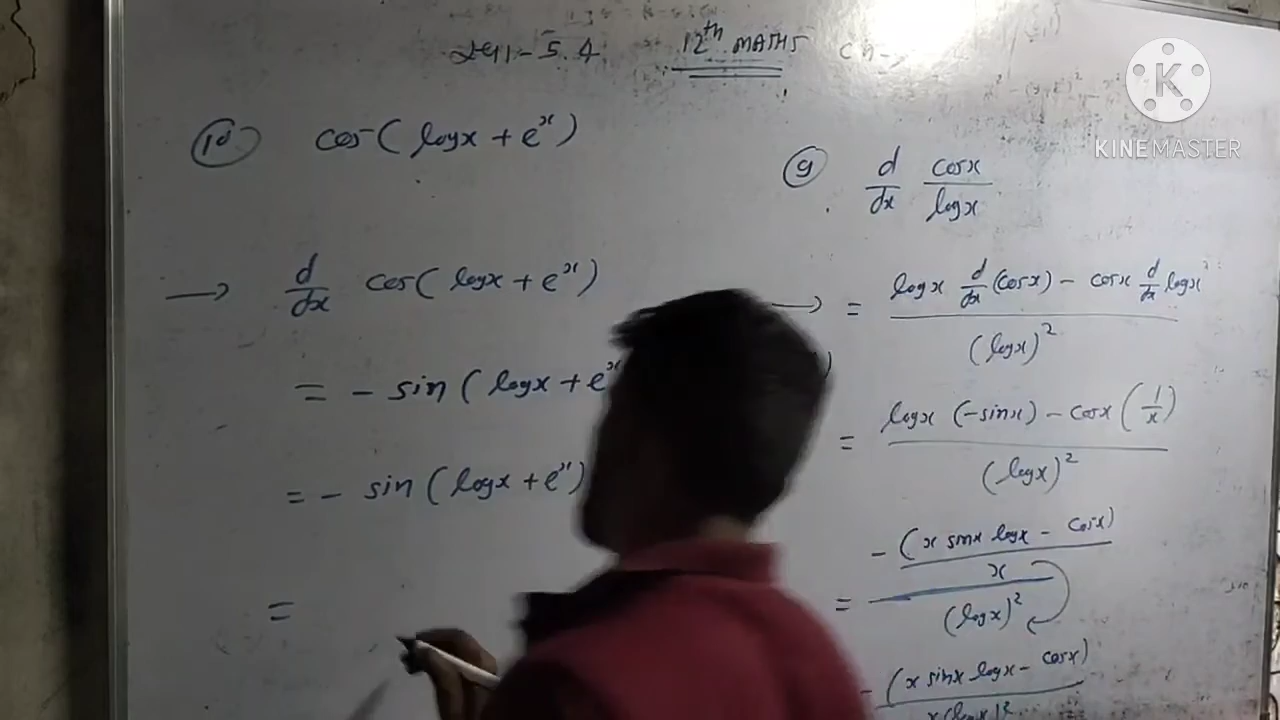 5.4 12th MATHS
KINEMASTER
10 cos(logx + e^x)
→ d/dx cos(logx + e^x)
= - sin(logx + e^x
= - sin(logx + e^x)
=
9 d/dx cosx/logx
→ = (logx d/dx(cosx) - cosx d/dx logx)/(logx)^2
= (logx (-sinx) - cosx (1/x))/(logx)^2
= (-(x sinx logx - cosx)/x)/(logx)^2
-(x sinx logx - cosx)
x(logx)^2